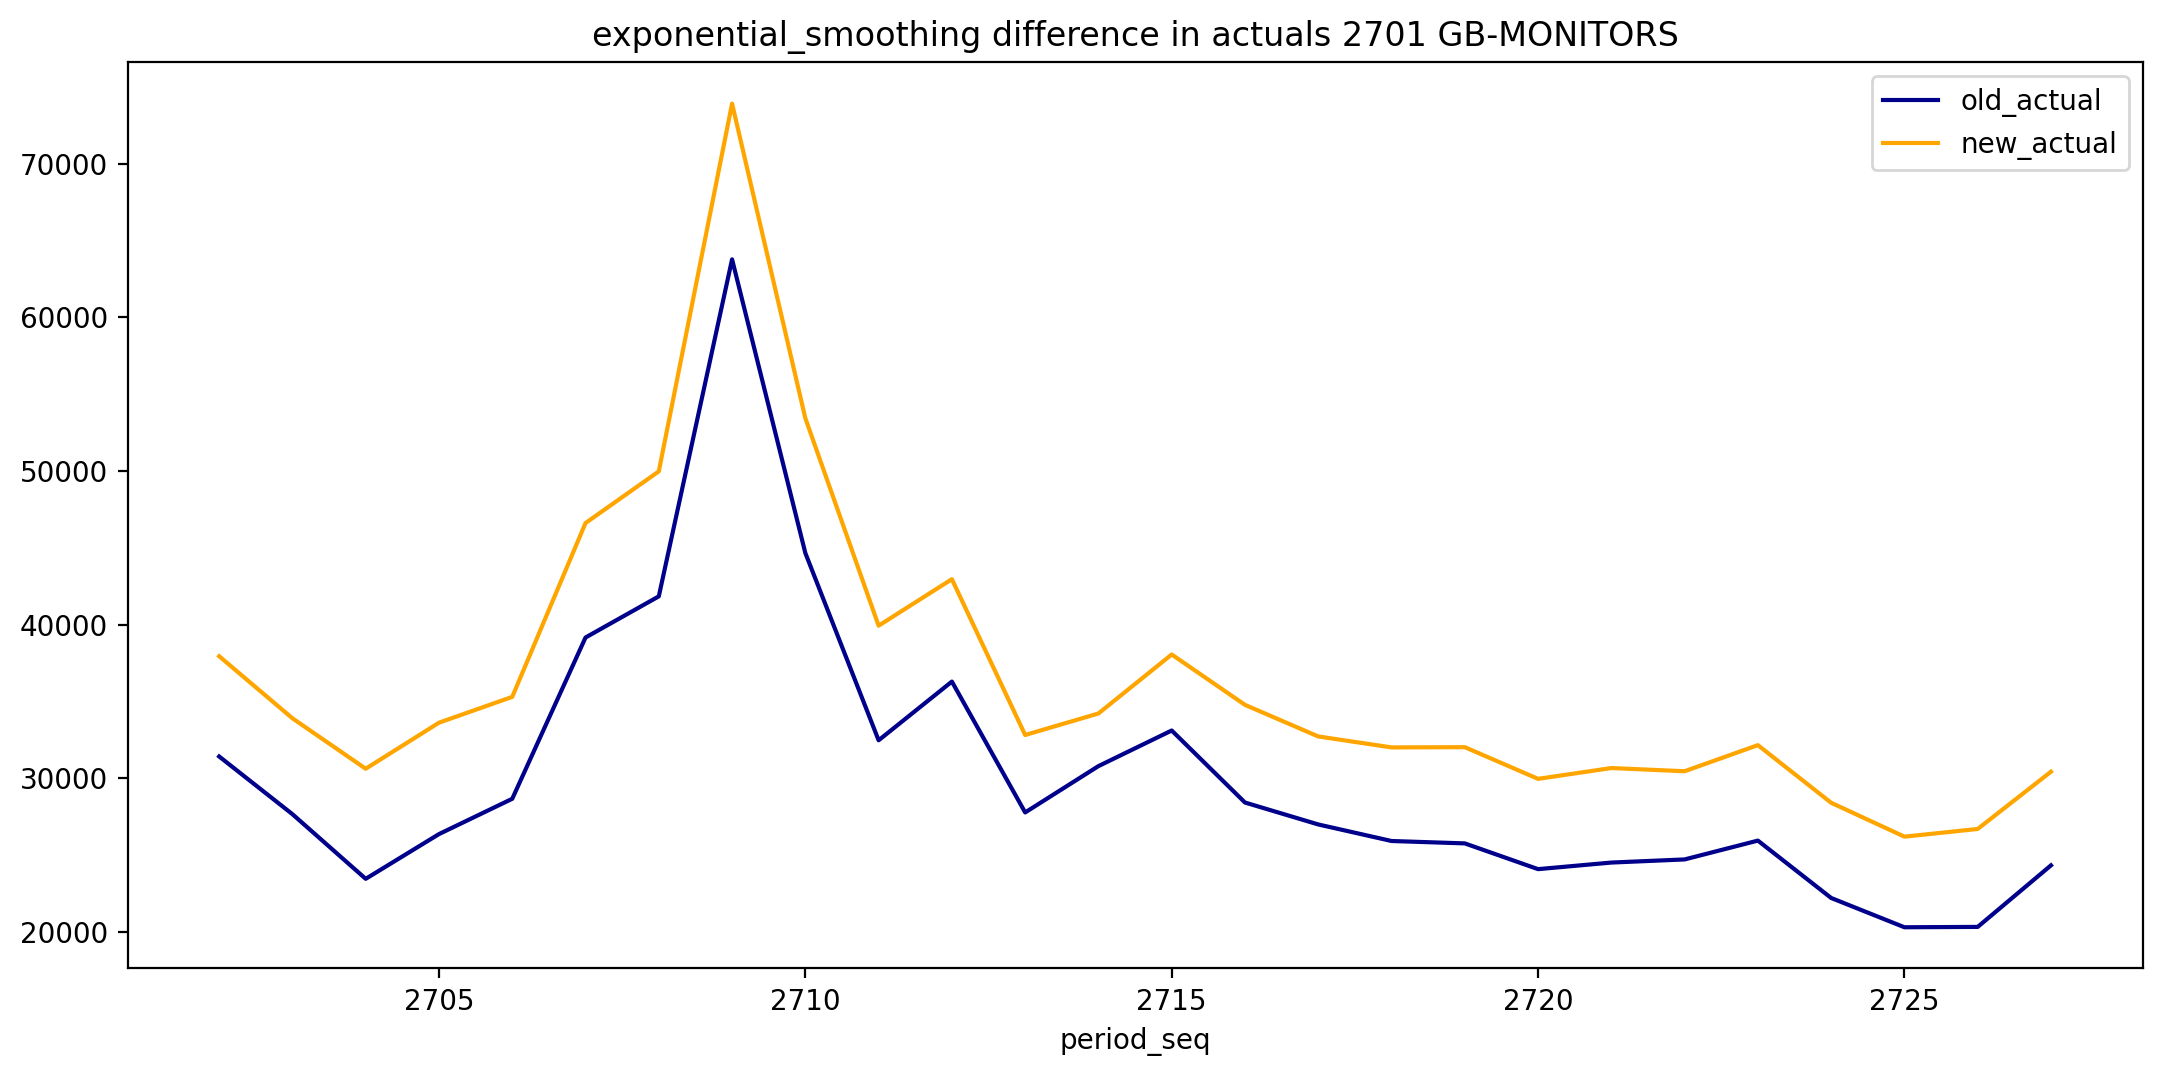 exponential_smoothing difference in actuals 2701 GB-MONITORS
old_actual
new_actual
70000
60000
50000
40000
30000
20000
2705 2710 2715 2720 2725
period_seq